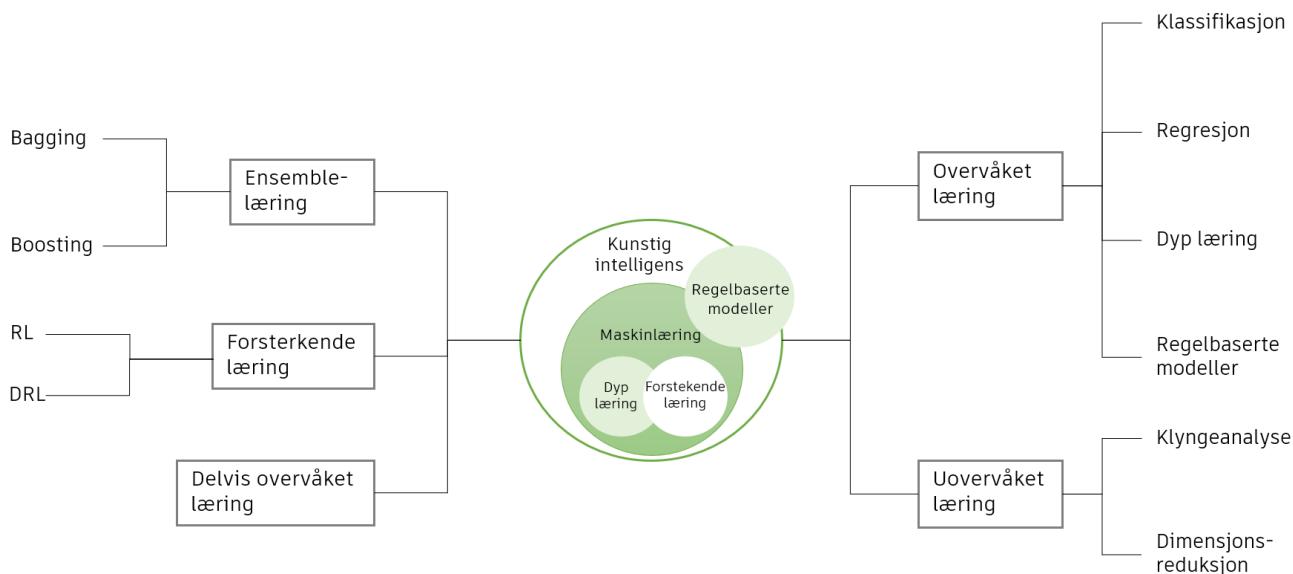 Bagging
Boosting
Ensemble-
læring
RL
DRL
Forsterkende
læring
Delvis overvåket
læring
Kunstig
intelligens
Regelbaserte
modeller
Maskinlæring
Dyp
læring
Forstekende
læring
Overvåket
læring
Klassifikasjon
Regresjon
Dyp læring
Regelbaserte
modeller
Uovervåket
læring
Klyngeanalyse
Dimensjons-
reduksjon